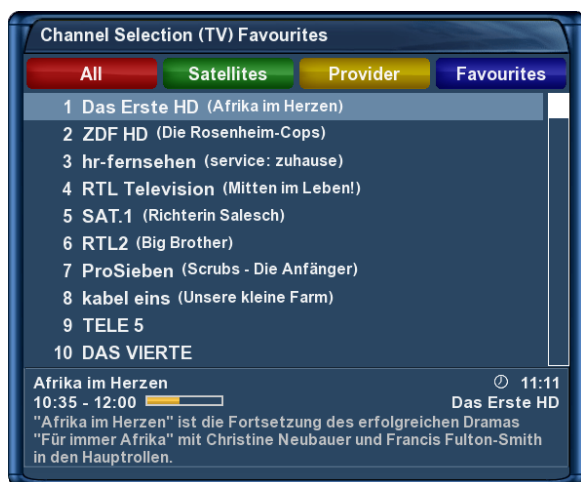 Channel Selection (TV) Favourites
All Satellites Provider Favourites
1 Das Erste HD (Afrika im Herzen)
2 ZDF HD (Die Rosenheim-Cops)
3 hr-fernsehen (service: zuhause)
4 RTL Television (Mitten im Leben!)
5 SAT.1 (Richterin Salesch)
6 RTL2 (Big Brother)
7 ProSieben (Scrubs - Die Anfänger)
8 kabel eins (Unsere kleine Farm)
9 TELE 5
10 DAS VIERTE
Afrika im Herzen 11:11
10:35 - 12:00 Das Erste HD
"Afrika im Herzen" ist die Fortsetzung des erfolgreichen Dramas
"Für immer Afrika" mit Christine Neubauer und Francis Fulton-Smith
in den Hauptrollen.